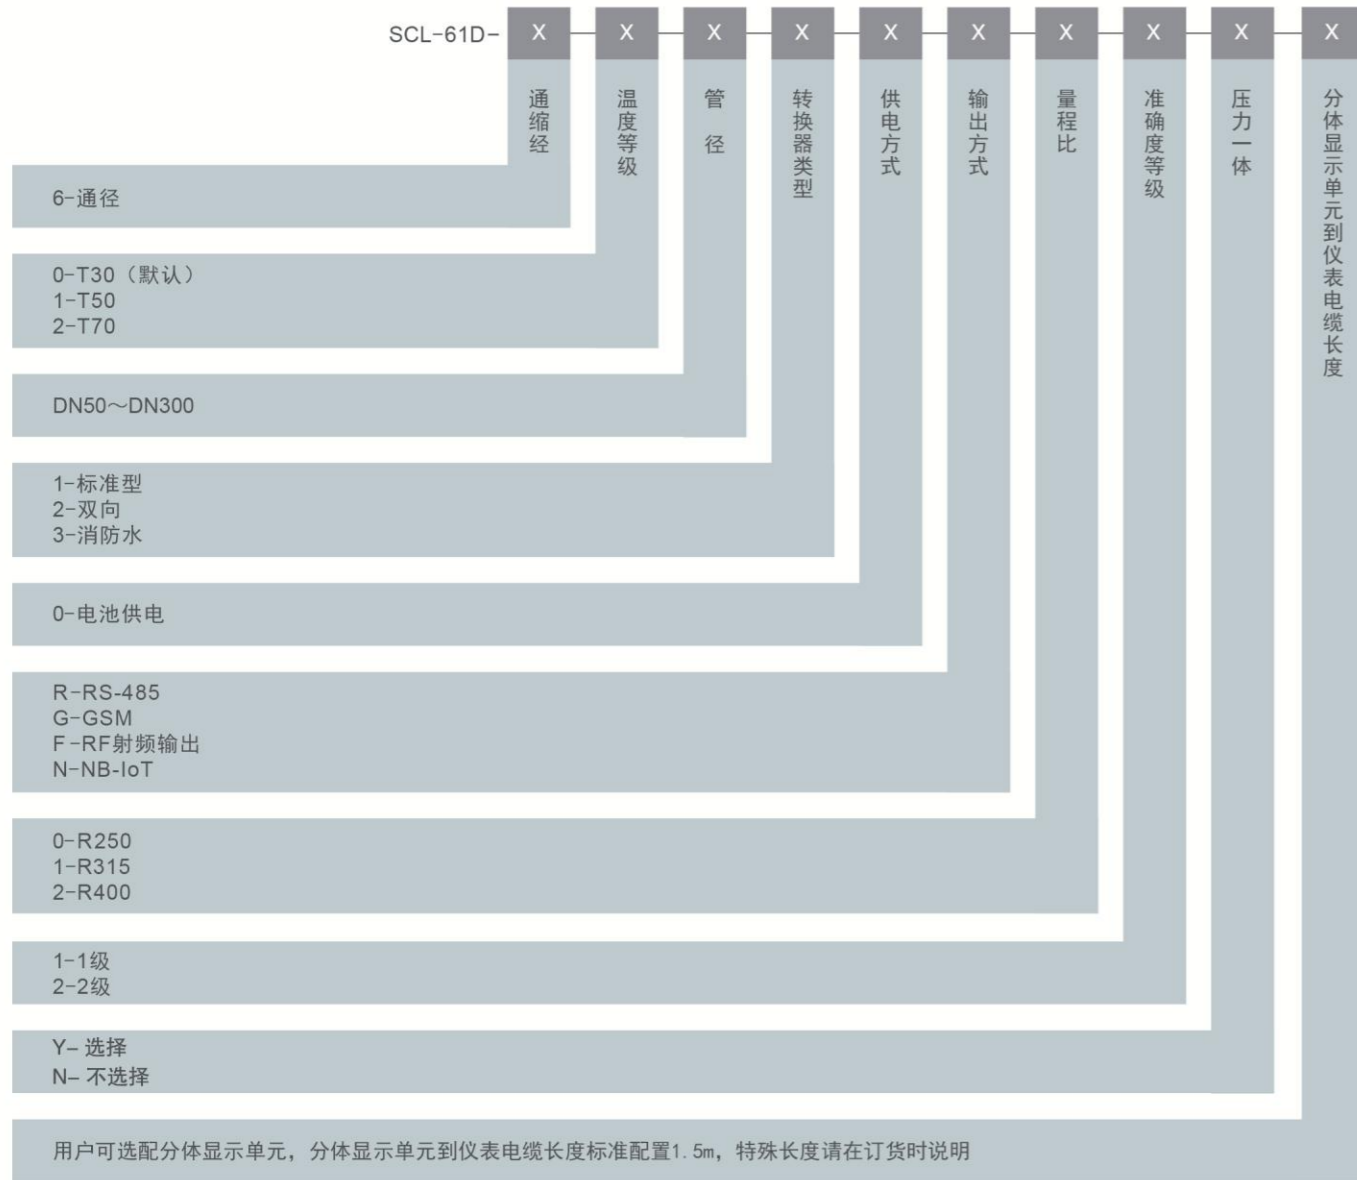 SCL-61D- X X X X X X X X X X
通缩经
温度等级
管 径
转换器类型
供电方式
输出方式
量程比
准确度等级
压力一体
分体显示单元到仪表电缆长度
6-通径
0-T30（默认）
1-T50
2-T70
DN50～DN300
1-标准型
2-双向
3-消防水
0-电池供电
R-RS-485
G-GSM
F-RF射频输出
N-NB-IoT
0-R250
1-R315
2-R400
1-1级
2-2级
Y- 选择
N- 不选择
用户可选配分体显示单元，分体显示单元到仪表电缆长度标准配置1.5m，特殊长度请在订货时说明